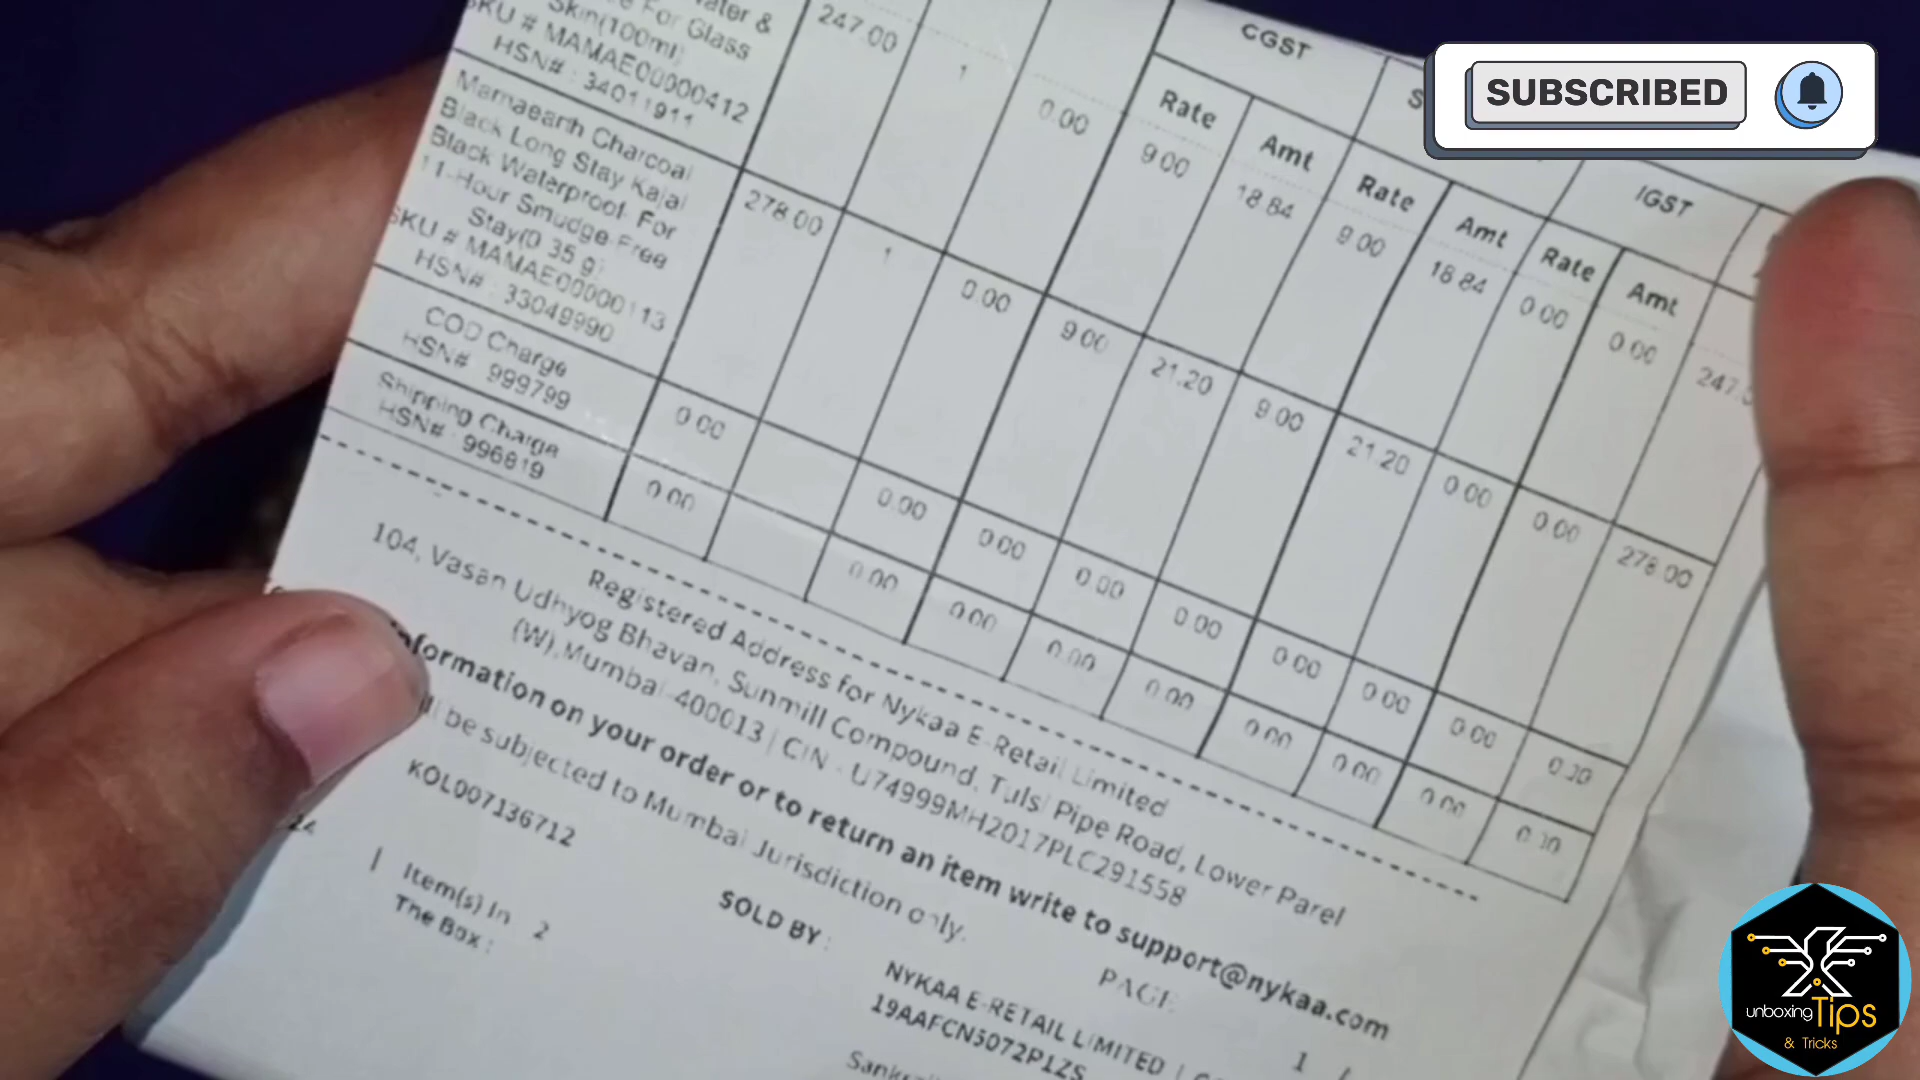 SUBSCRIBED
CGST
IGST
Rate Amt Rate Amt Rate Amt
& 
For Glass
Skin(100ml)
SKU # MAMAE00000412
HSN# : 34011911
247.00 1 0.00 9.00 18.84 9.00 18.84 0.00 0.00
Mamaearth Charcoal
Black Long Stay Kajal
Black Waterproof For
11-Hour Smudge-Free
Stay(0.35 g)
SKU # MAMAE00000113
HSN# : 33049990
278.00 1 0.00 9.00 21.20 9.00 21.20 0.00 0.00 278.00
COD Charge
HSN# : 999799
0.00 0.00 0.00 0.00 0.00 0.00 0.00 0.00 0.00
Shipping Charge
HSN# : 996819
0.00 0.00 0.00 0.00 0.00 0.00 0.00 0.00 0.00
Registered Address for Nykaa E-Retail Limited
104, Vasan Udhyog Bhavan, Sunmill Compound, Tulsi Pipe Road, Lower Parel
(W),Mumbai-400013 | CIN - U74999MH2017PLC291558
information on your order or to return an item write to support@nykaa.com
be subjected to Mumbai Jurisdiction only.
PAGE 1 /
KOL007136712
| Item(s) In 2
The Box :
SOLD BY :
NYKAA E-RETAIL LIMITED |
19AAFCN5072P1ZS
unboxing Tips
& Tricks